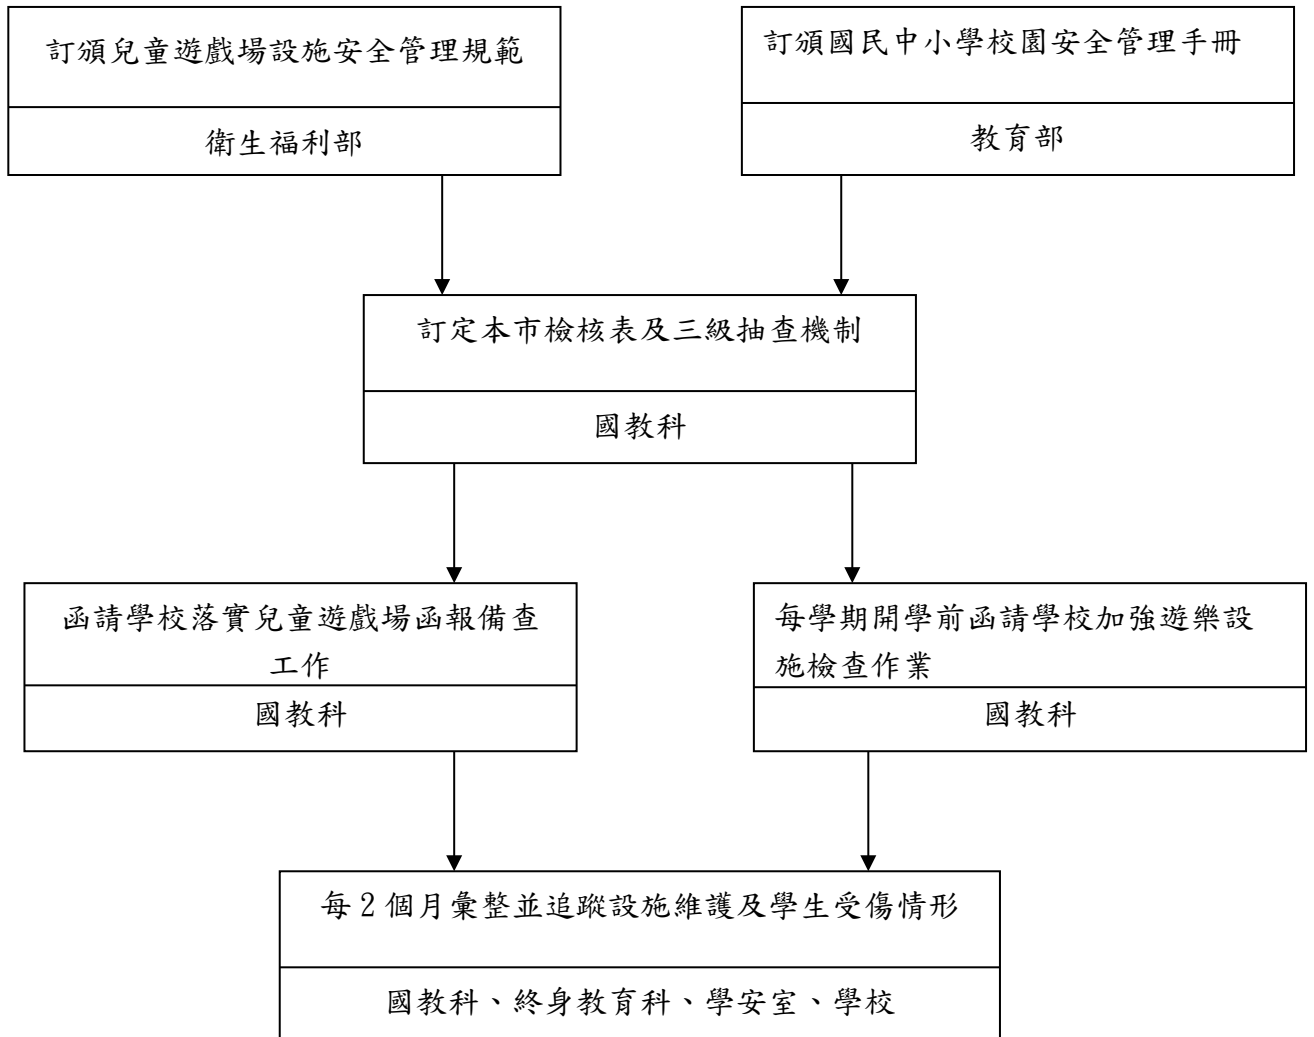 訂頒兒童遊戲場設施安全管理規範
衛生福利部
訂頒國民中小學校園安全管理手冊
教育部
訂定本市檢核表及三級抽查機制
國教科
函請學校落實兒童遊戲場函報備查
工作
國教科
每學期開學前函請學校加強遊樂設
施檢查作業
國教科
每2個月彙整並追蹤設施維護及學生受傷情形
國教科、終身教育科、學安室、學校